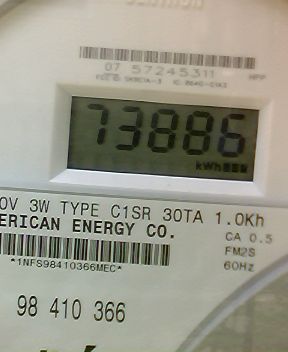 07 57245311
HPP
73886
kWh
0V 3W TYPE C1SR 30TA 1.0Kh
ERICAN ENERGY CO.
CA 0.5
FM2S
60Hz
*1NFS98410366MEC*
98 410 366